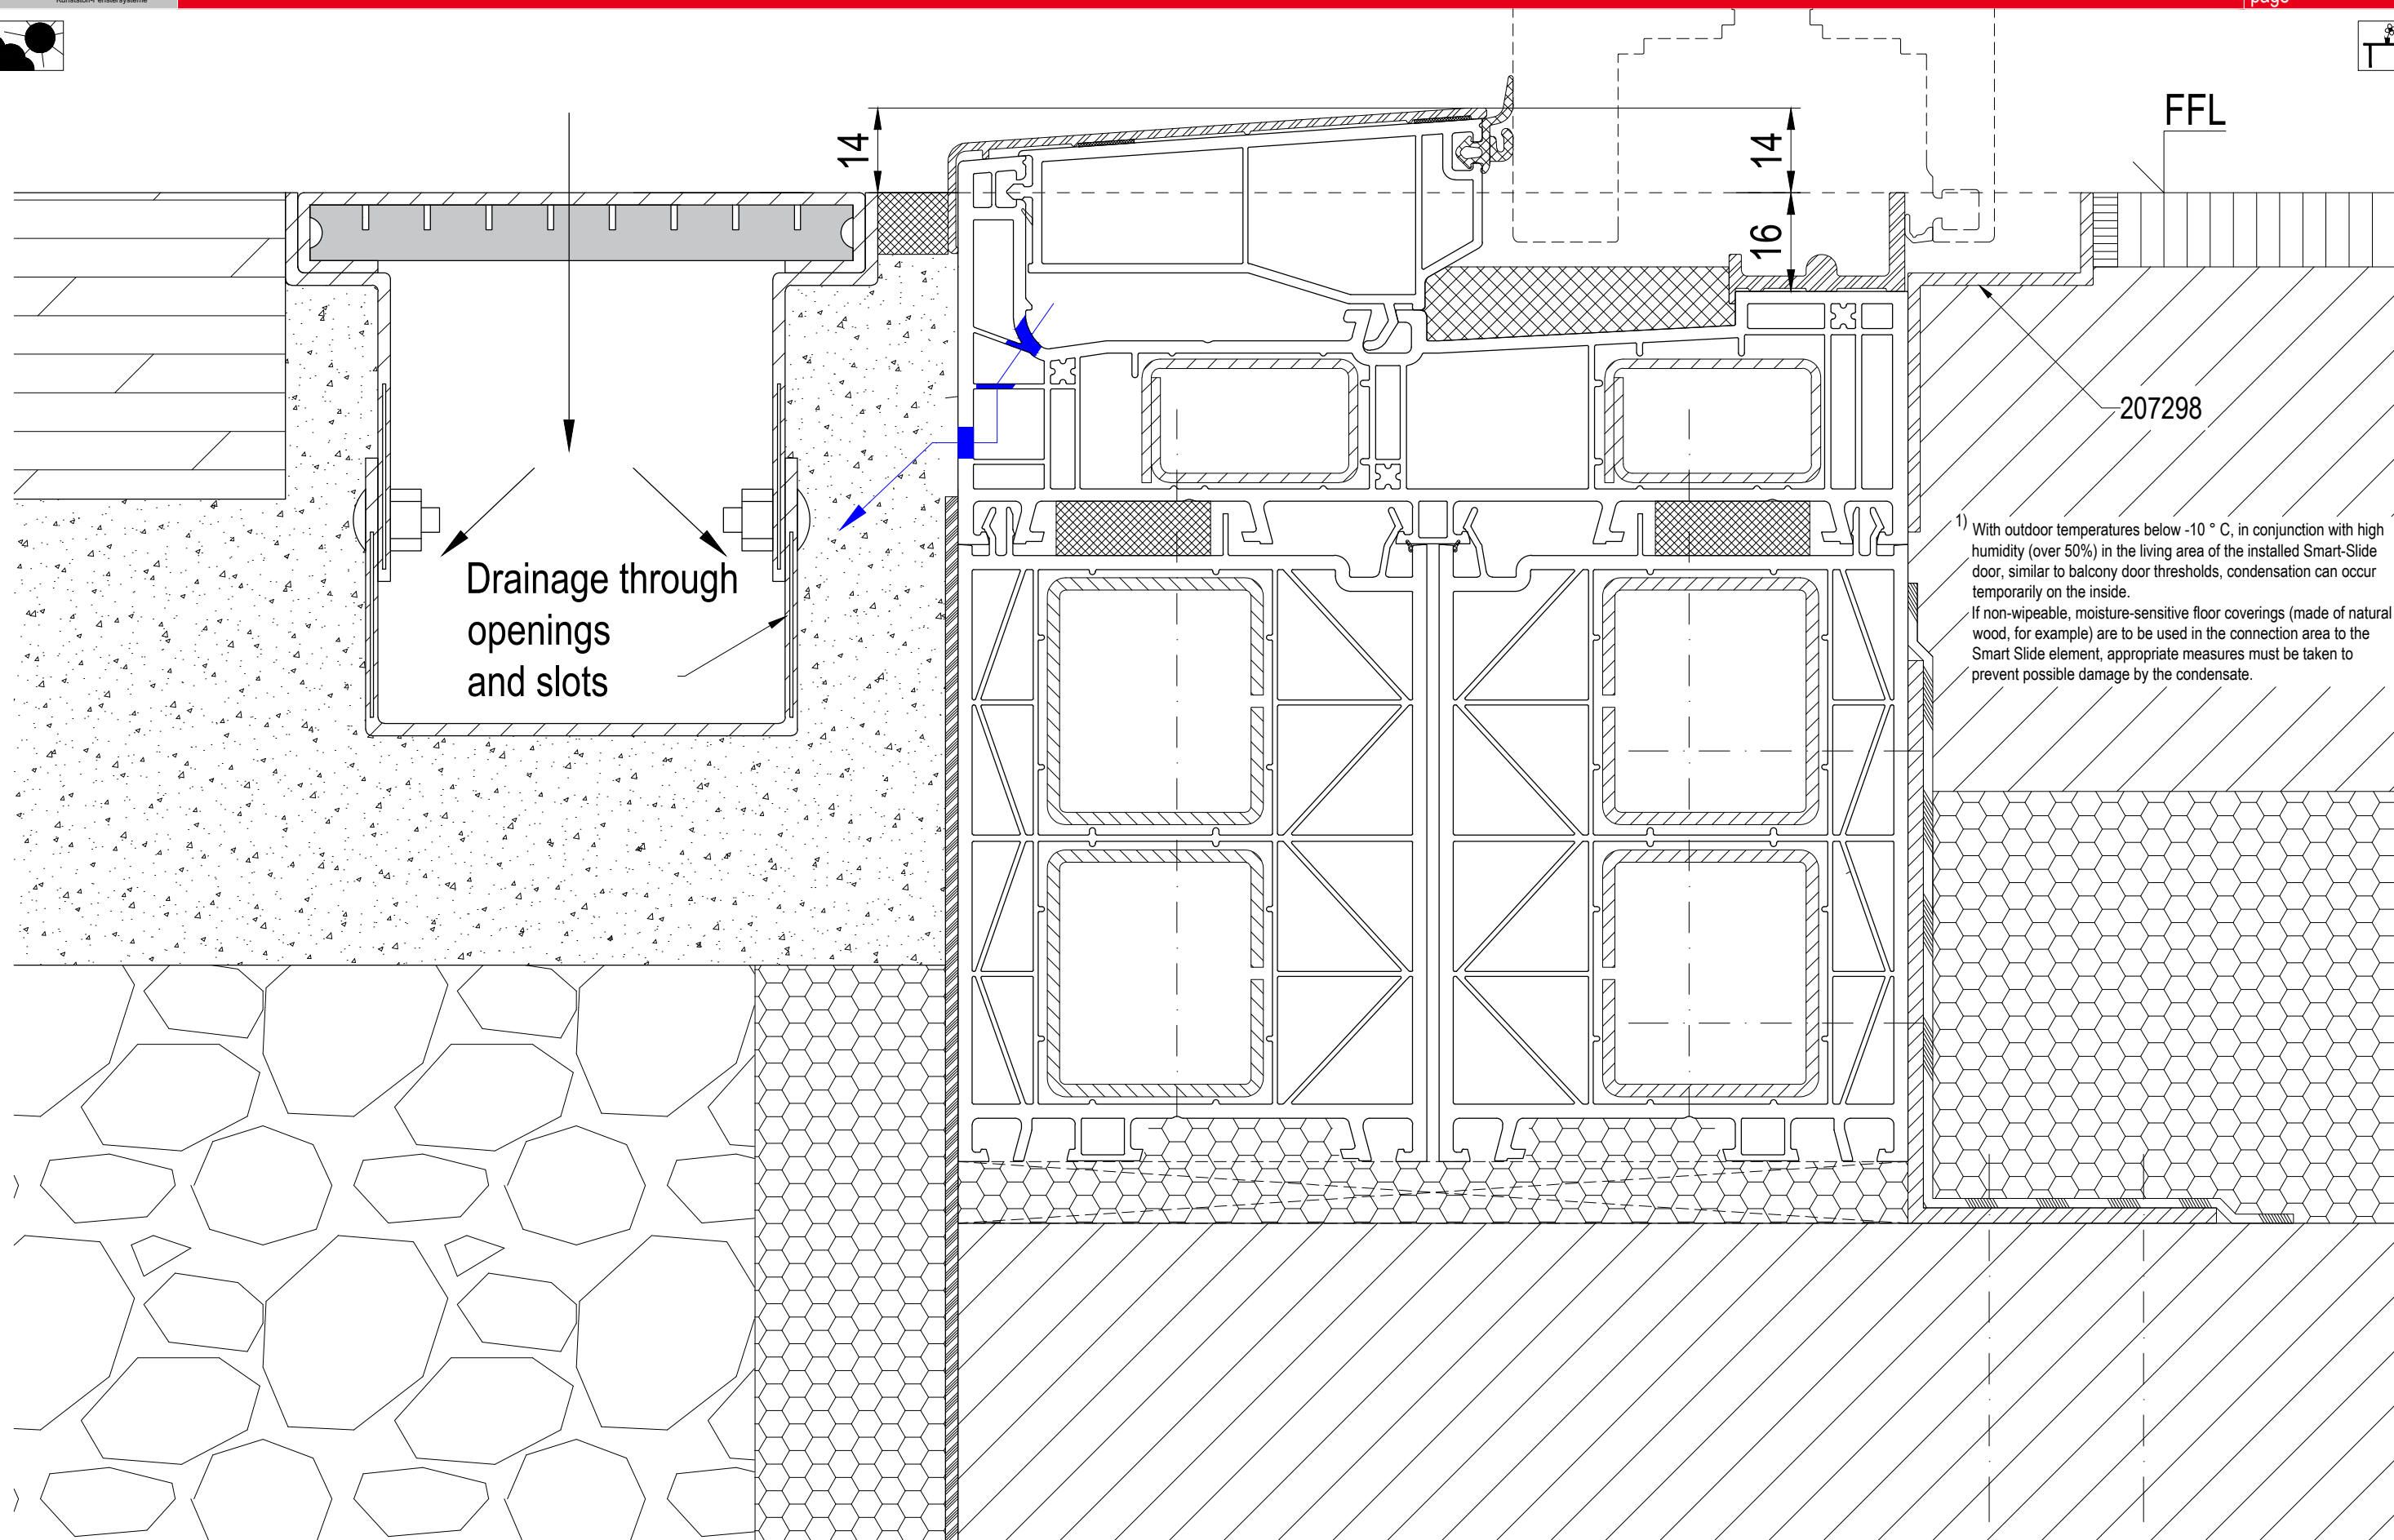 Kunststoff-Fenstersysteme
page
14
14
16
FFL
207298
Drainage through
openings
and slots
1) With outdoor temperatures below -10 ° C, in conjunction with high
humidity (over 50%) in the living area of the installed Smart-Slide
door, similar to balcony door thresholds, condensation can occur
temporarily on the inside.
If non-wipeable, moisture-sensitive floor coverings (made of natural
wood, for example) are to be used in the connection area to the
Smart Slide element, appropriate measures must be taken to
prevent possible damage by the condensate.